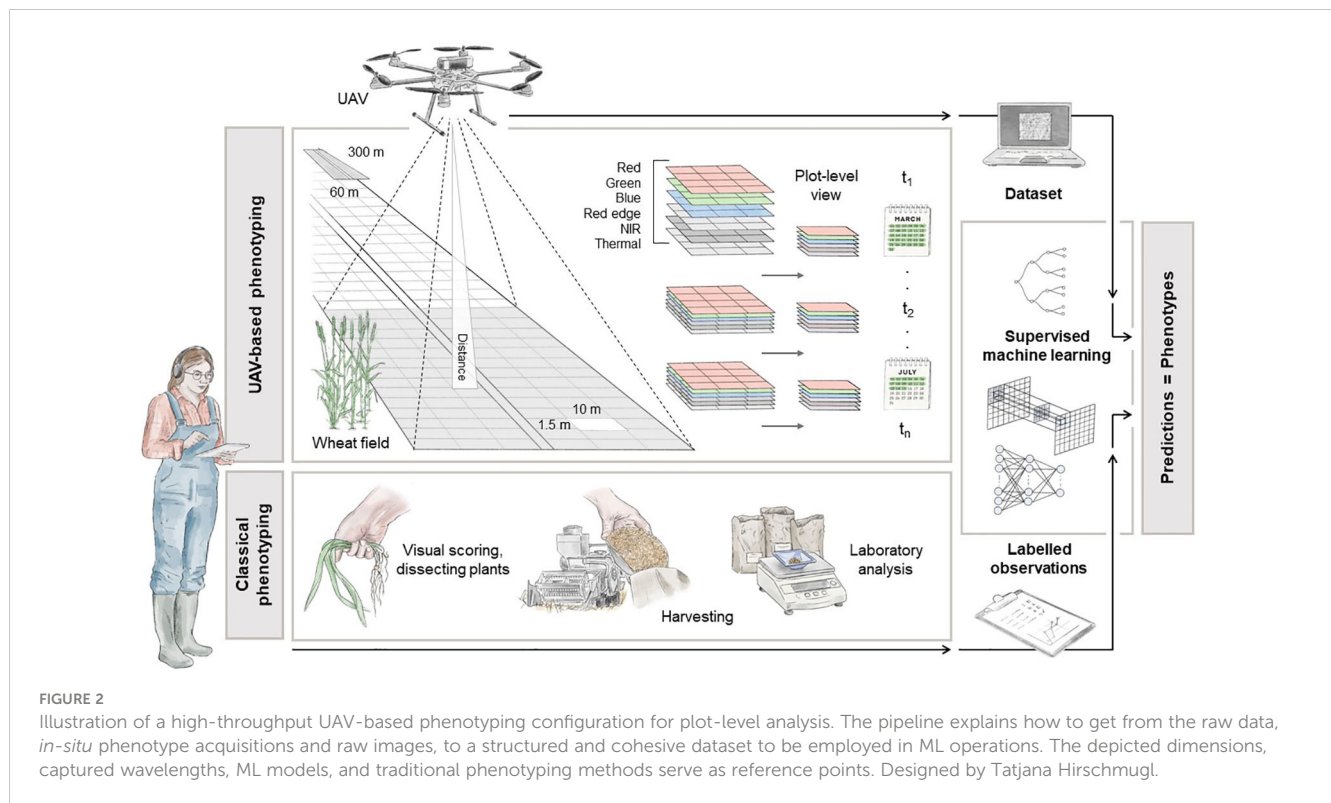 UAV
UAV-based phenotyping
300 m
60 m
Distance
10 m
1.5 m
Wheat field
Red
Green
Blue
Red edge
NIR
Thermal
Plot-level
view
t1
MARCH
t2
JULY
tn
Dataset
Supervised
machine learning
Predictions = Phenotypes
Classical
phenotyping
Visual scoring,
dissecting plants
Harvesting
Laboratory
analysis
Labelled
observations
FIGURE 2
Illustration of a high-throughput UAV-based phenotyping configuration for plot-level analysis. The pipeline explains how to get from the raw data,
in-situ phenotype acquisitions and raw images, to a structured and cohesive dataset to be employed in ML operations. The depicted dimensions,
captured wavelengths, ML models, and traditional phenotyping methods serve as reference points. Designed by Tatjana Hirschmugl.